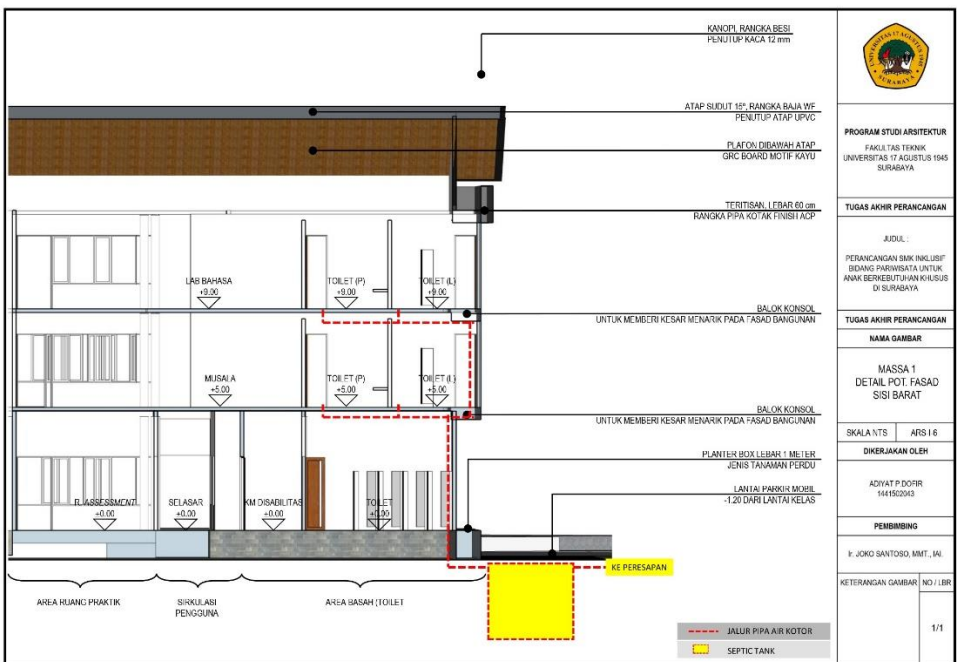 KANOPI, RANGKA BESI
PENUTUP KACA 12 mm
ATAP SUDUT 15°, RANGKA BAJA WF
PENUTUP ATAP UPVC
PLAFON DIBAWAH ATAP
GRC BOARD MOTIF KAYU
TERITISAN, LEBAR 60 cm
RANGKA PIPA KOTAK FINISH ACP
LAB BAHASA
+9.00
TOILET (P)
+9.00
TOILET (L)
+9.00
BALOK KONSOL
UNTUK MEMBERI KESAR MENARIK PADA FASAD BANGUNAN
MUSALA
+5.00
TOILET (P)
+5.00
TOILET (L)
+5.00
BALOK KONSOL
UNTUK MEMBERI KESAR MENARIK PADA FASAD BANGUNAN
PLANTER BOX LEBAR 1 METER
JENIS TANAMAN PERDU
LANTAI PARKIR MOBIL
-1.20 DARI LANTAI KELAS
R. ASSESSMENT
+0.00
SELASAR
+0.00
KM DISABILITAS
+0.00
TOILET
+0.00
KE PERESAPAN
AREA RUANG PRAKTIK
SIRKULASI
PENGGUNA
AREA BASAH (TOILET
JALUR PIPA AIR KOTOR
SEPTIC TANK
UNIVERSITAS 17 AGUSTUS 1945
SURABAYA
PROGRAM STUDI ARSITEKTUR
FAKULTAS TEKNIK
UNIVERSITAS 17 AGUSTUS 1945
SURABAYA
TUGAS AKHIR PERANCANGAN
JUDUL :
PERANCANGAN SMK INKLUSIF
BIDANG PARIWISATA UNTUK
ANAK BERKEBUTUHAN KHUSUS
DI SURABAYA
TUGAS AKHIR PERANCANGAN
NAMA GAMBAR
MASSA 1
DETAIL POT. FASAD
SISI BARAT
SKALA NTS ARS I-6
DIKERJAKAN OLEH
ADIYAT P.DOFIR
1441502043
PEMBIMBING
Ir. JOKO SANTOSO, MMT., IAI.
KETERANGAN GAMBAR NO / LBR
1/1